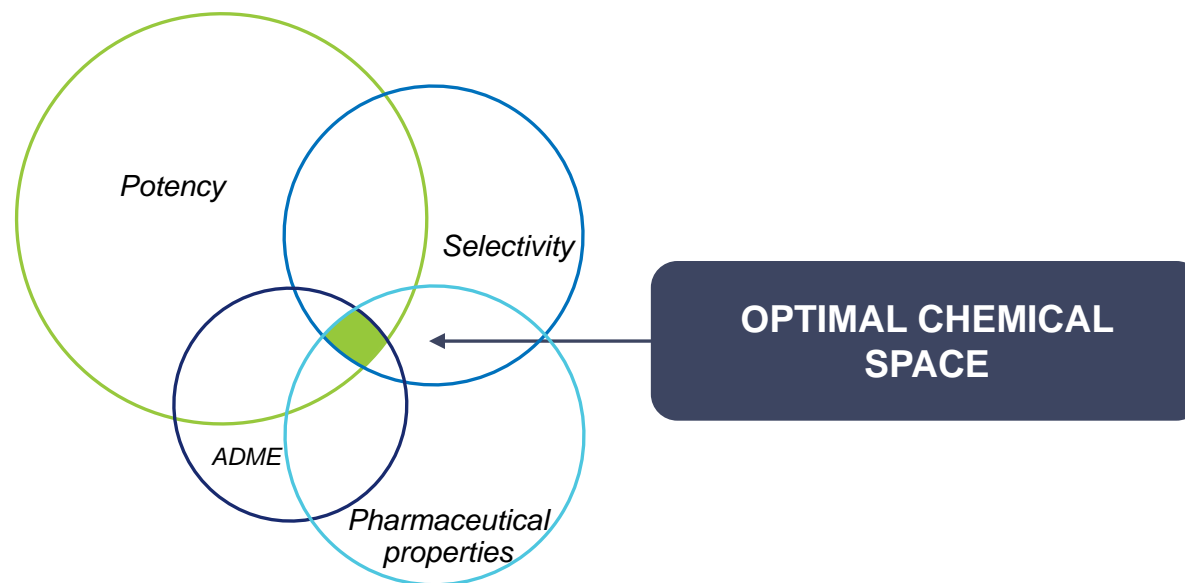 Potency
Selectivity
OPTIMAL CHEMICAL
SPACE
ADME
Pharmaceutical
properties